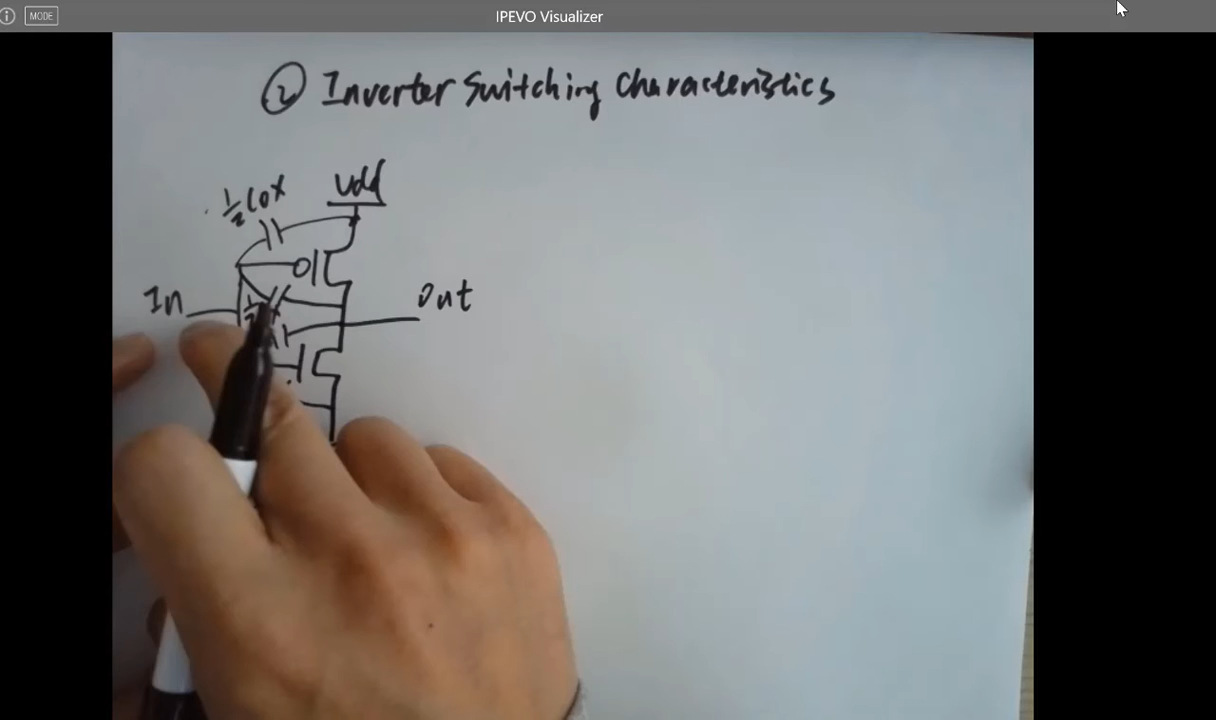 MODE
IPEVO Visualizer
② Inverter Switching Characteristics
Vdd
½Cox
In
Out